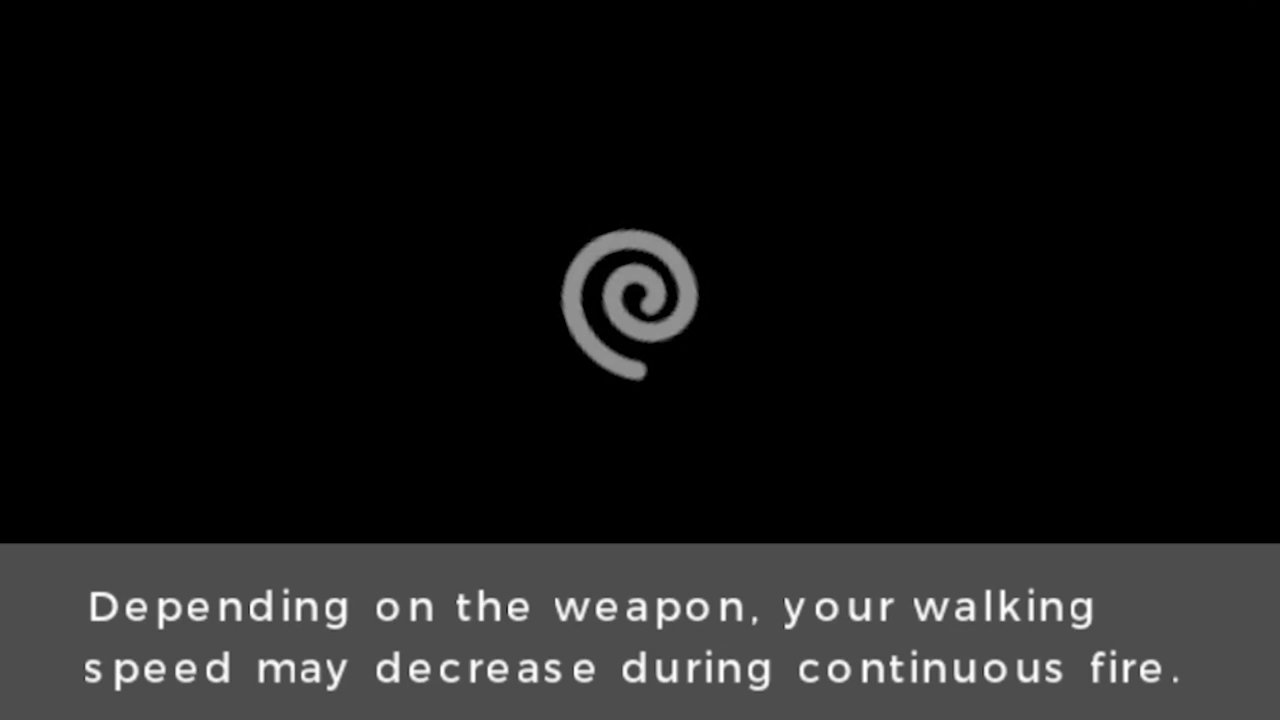 Depending on the weapon, your walking
speed may decrease during continuous fire.